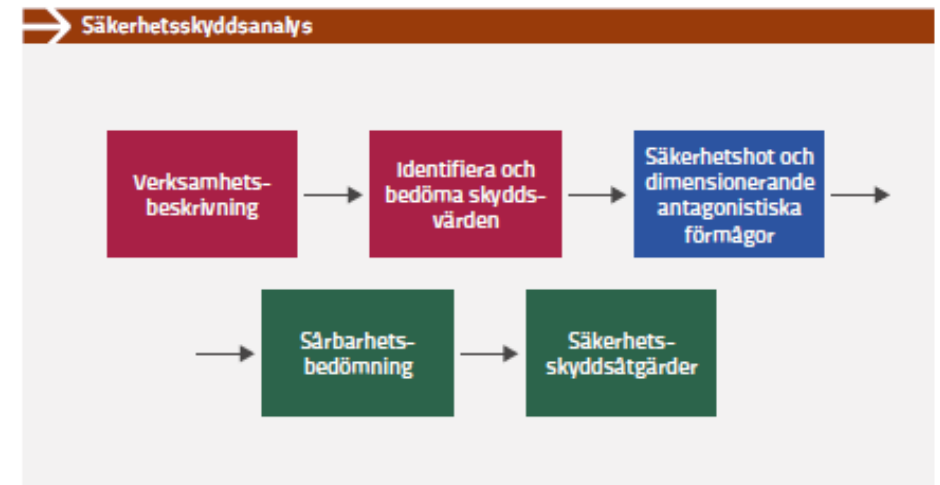 Säkerhetsskyddsanalys
Verksamhets-
beskrivning
Identifiera och
bedöma skydds-
värden
Säkerhetshot och
dimensionerande
antagonistiska
förmågor
Sårbarhets-
bedömning
Säkerhets-
skyddsåtgärder